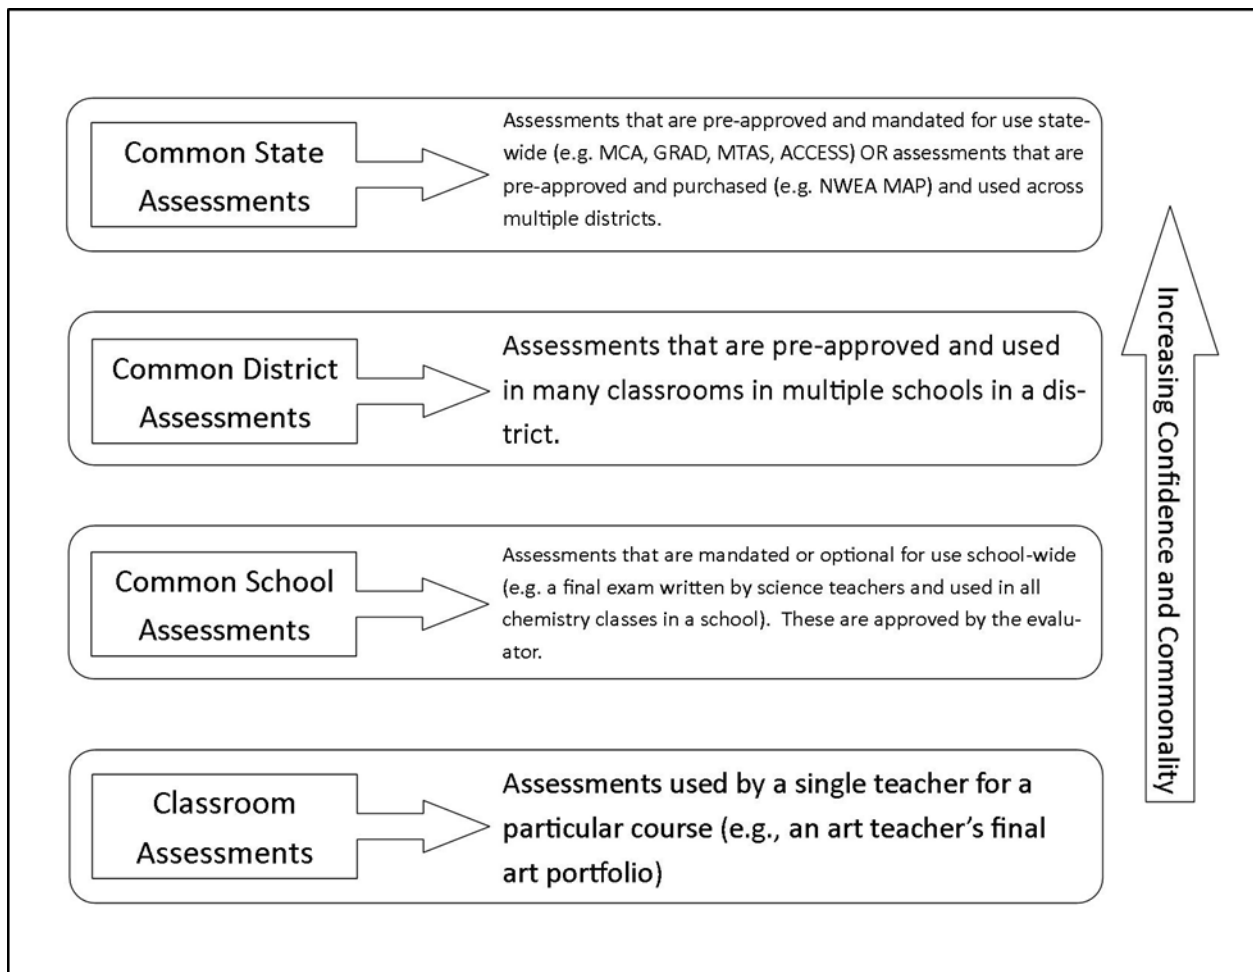 Common State
Assessments
Assessments that are pre-approved and mandated for use state-
wide (e.g. MCA, GRAD, MTAS, ACCESS) OR assessments that are
pre-approved and purchased (e.g. NWEA MAP) and used across
multiple districts.
Common District
Assessments
Assessments that are pre-approved and used
in many classrooms in multiple schools in a dis-
trict.
Common School
Assessments
Assessments that are mandated or optional for use school-wide
(e.g. a final exam written by science teachers and used in all
chemistry classes in a school).  These are approved by the evalu-
ator.
Classroom
Assessments
Assessments used by a single teacher for a
particular course (e.g., an art teacher’s final
art portfolio)
Increasing Confidence and Commonality